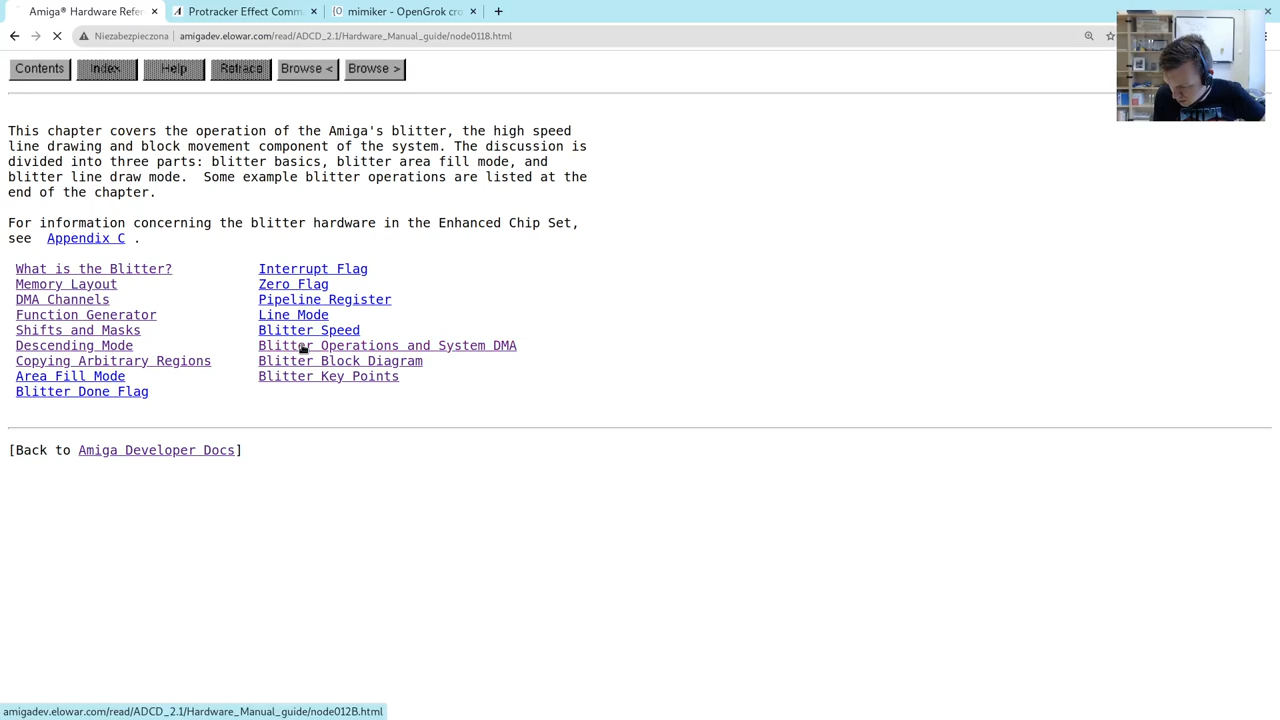 Amiga® Hardware Refer
Protracker Effect Comm
mimiker - OpenGrok cro
Niezabezpieczona
amigadev.elowar.com/read/ADCD_2.1/Hardware_Manual_guide/node0118.html
Contents Index Help Retrace Browse < Browse >
This chapter covers the operation of the Amiga's blitter, the high speed
line drawing and block movement component of the system. The discussion is
divided into three parts: blitter basics, blitter area fill mode, and
blitter line draw mode. Some example blitter operations are listed at the
end of the chapter.
For information concerning the blitter hardware in the Enhanced Chip Set,
see Appendix C .
What is the Blitter? Interrupt Flag
Memory Layout Zero Flag
DMA Channels Pipeline Register
Function Generator Line Mode
Shifts and Masks Blitter Speed
Descending Mode Blitter Operations and System DMA
Copying Arbitrary Regions Blitter Block Diagram
Area Fill Mode Blitter Key Points
Blitter Done Flag
[Back to Amiga Developer Docs]
amigadev.elowar.com/read/ADCD_2.1/Hardware_Manual_guide/node012B.html